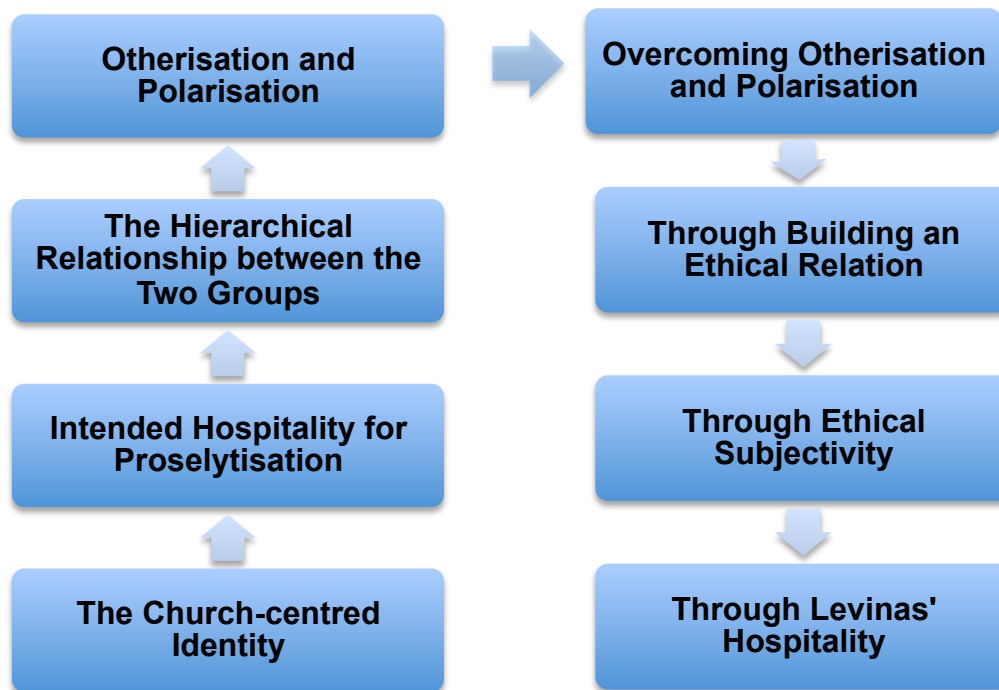 Otherisation and
Polarisation
The Hierarchical
Relationship between the
Two Groups
Intended Hospitality for
Proselytisation
The Church-centred
Identity
Overcoming Otherisation
and Polarisation
Through Building an
Ethical Relation
Through Ethical
Subjectivity
Through Levinas'
Hospitality